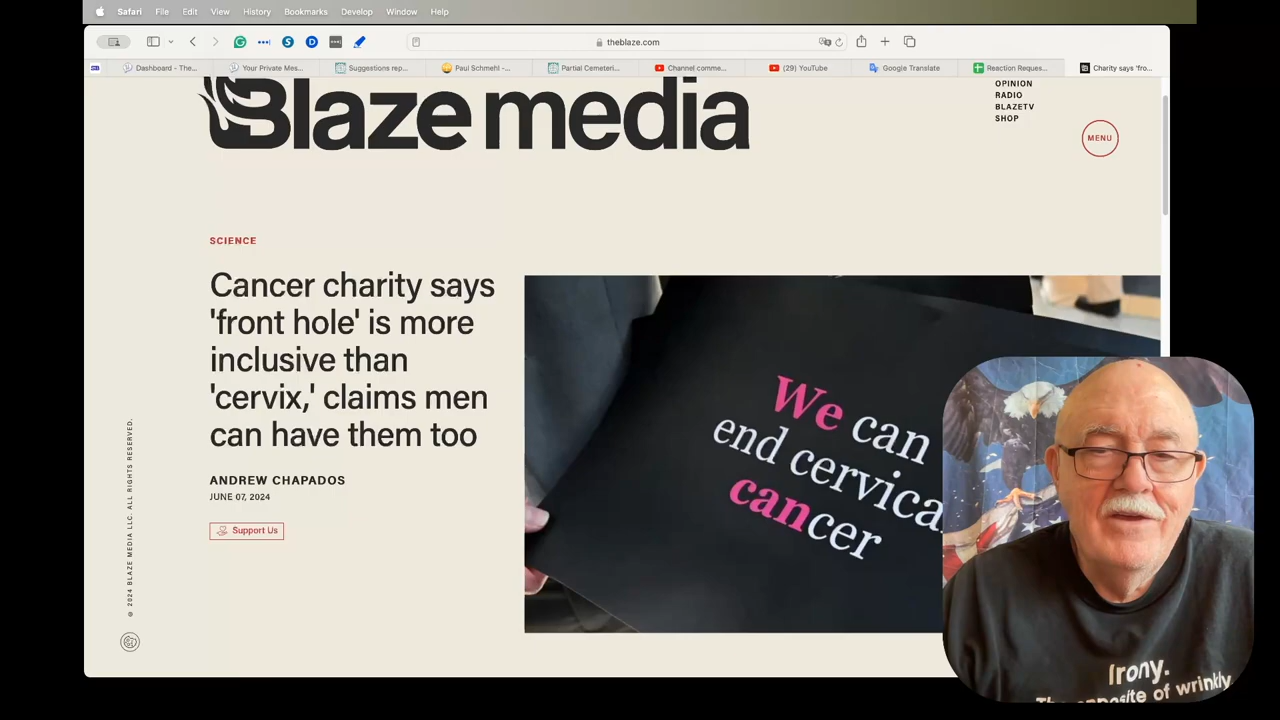 Safari File Edit View History Bookmarks Develop Window Help
theblaze.com
Dashboard - The... Your Private Mes... Suggestions rep... Paul Schmehl -... Partial Cemeteri... Channel comme... (29) YouTube Google Translate Reaction Reques... Charity says 'fro...
Blaze media
OPINION
RADIO
BLAZETV
SHOP
MENU
SCIENCE
Cancer charity says
'front hole' is more
inclusive than
'cervix,' claims men
can have them too
ANDREW CHAPADOS
JUNE 07, 2024
Support Us
© 2024 BLAZE MEDIA LLC. ALL RIGHTS RESERVED.
We can
end cervica
cancer
Irony.
The opposite of wrinkly.